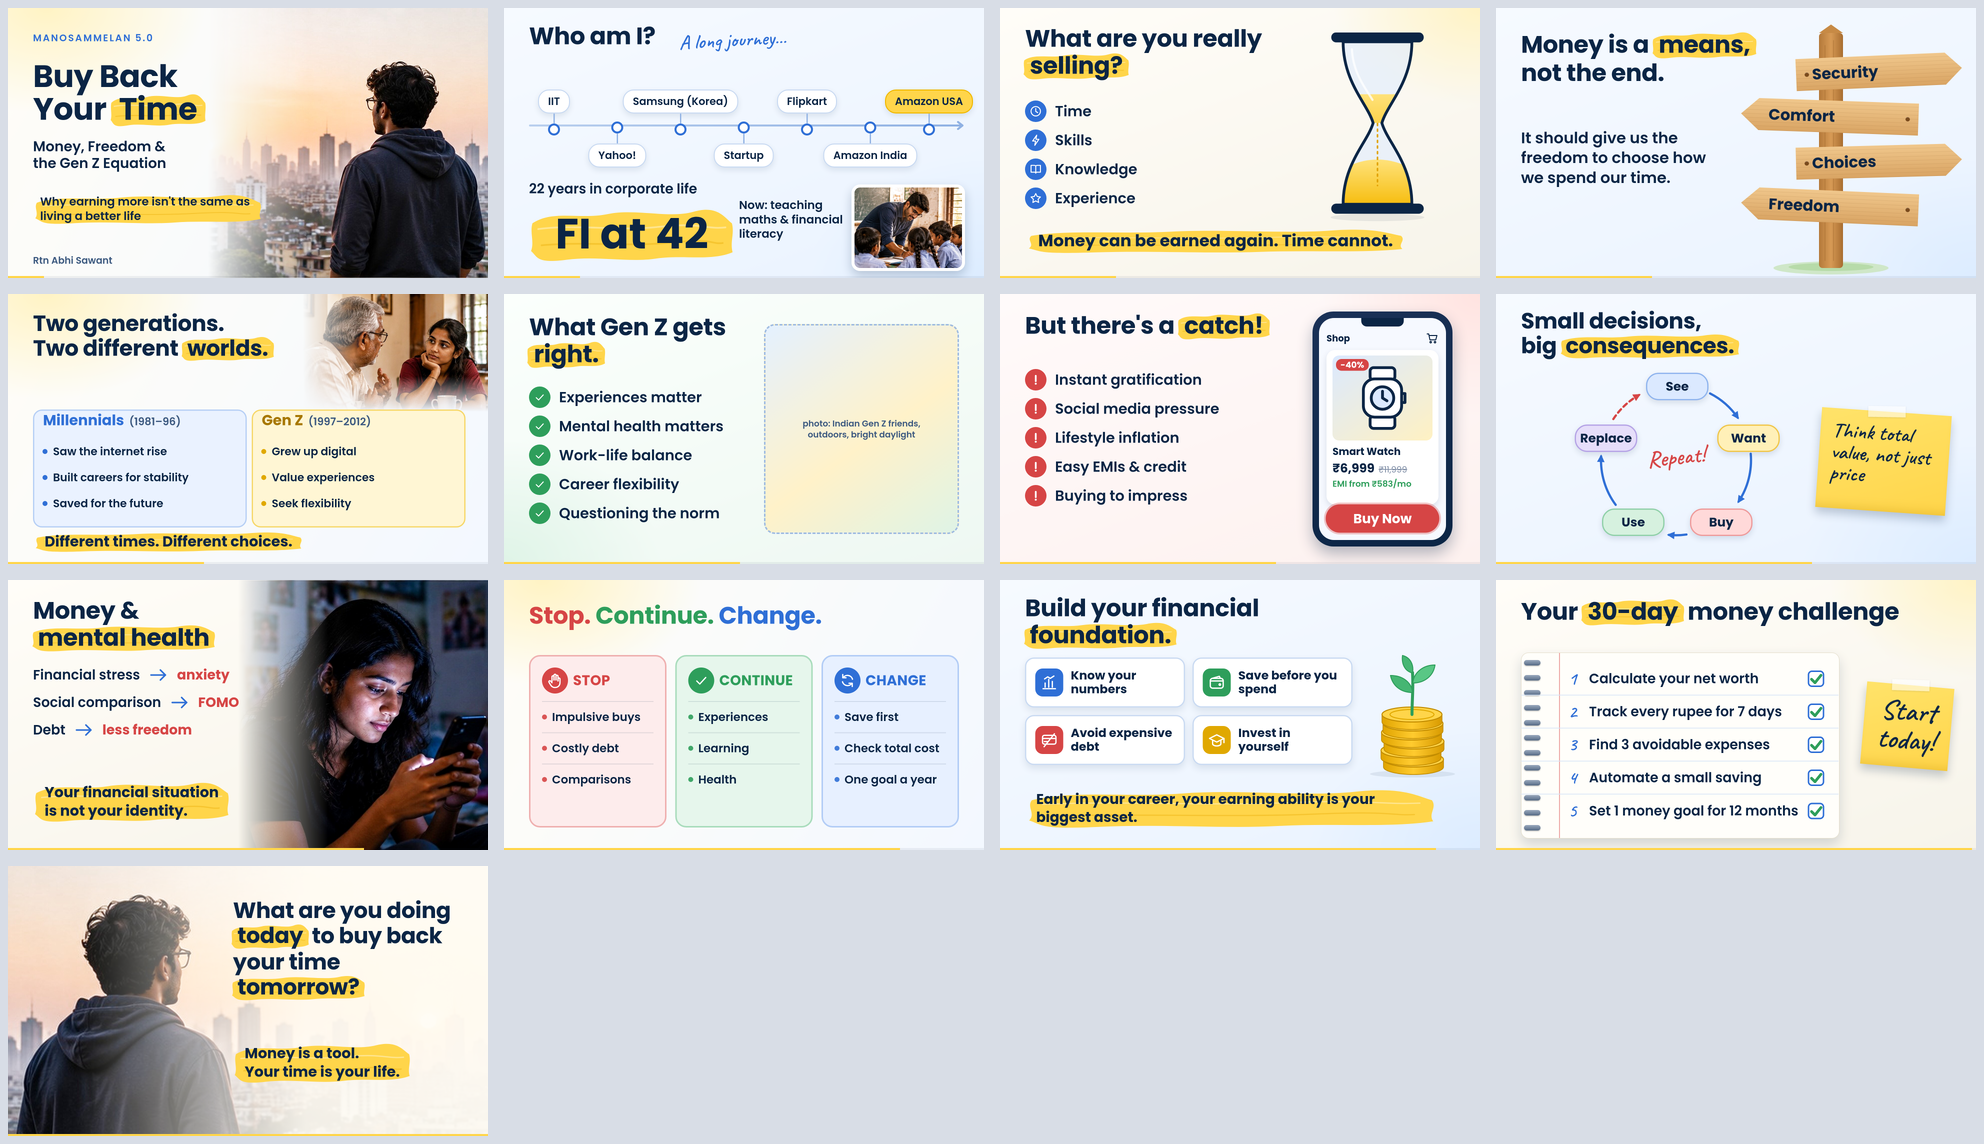 MANOSAMMELAN 5.0
Buy Back
Your Time
Money, Freedom &
the Gen Z Equation
Why earning more isn't the same as
living a better life
Rtn Abhi Sawant
Who am I?
A long journey...
IIT
Samsung (Korea)
Flipkart
Amazon USA
Yahoo!
Startup
Amazon India
22 years in corporate life
FI at 42
Now: teaching
maths & financial
literacy
What are you really
selling?
Time
Skills
Knowledge
Experience
Money can be earned again. Time cannot.
Money is a means,
not the end.
It should give us the
freedom to choose how
we spend our time.
Security
Comfort
Choices
Freedom
Two generations.
Two different worlds.
Millennials (1981–96)
Saw the internet rise
Built careers for stability
Saved for the future
Gen Z (1997–2012)
Grew up digital
Value experiences
Seek flexibility
Different times. Different choices.
What Gen Z gets
right.
Experiences matter
Mental health matters
Work-life balance
Career flexibility
Questioning the norm
photo: Indian Gen Z friends,
outdoors, bright daylight
But there's a catch!
Instant gratification
Social media pressure
Lifestyle inflation
Easy EMIs & credit
Buying to impress
Shop
-40%
Smart Watch
₹6,999 ₹11,999
EMI from ₹583/mo
Buy Now
Small decisions,
big consequences.
See
Want
Buy
Use
Replace
Repeat!
Think total
value, not just
price
Money &
mental health
Financial stress → anxiety
Social comparison → FOMO
Debt → less freedom
Your financial situation
is not your identity.
Stop. Continue. Change.
STOP
Impulsive buys
Costly debt
Comparisons
CONTINUE
Experiences
Learning
Health
CHANGE
Save first
Check total cost
One goal a year
Build your financial
foundation.
Know your
numbers
Save before you
spend
Avoid expensive
debt
Invest in
yourself
Early in your career, your earning ability is your
biggest asset.
Your 30-day money challenge
1 Calculate your net worth
2 Track every rupee for 7 days
3 Find 3 avoidable expenses
4 Automate a small saving
5 Set 1 money goal for 12 months
Start
today!
What are you doing
today to buy back
your time
tomorrow?
Money is a tool.
Your time is your life.